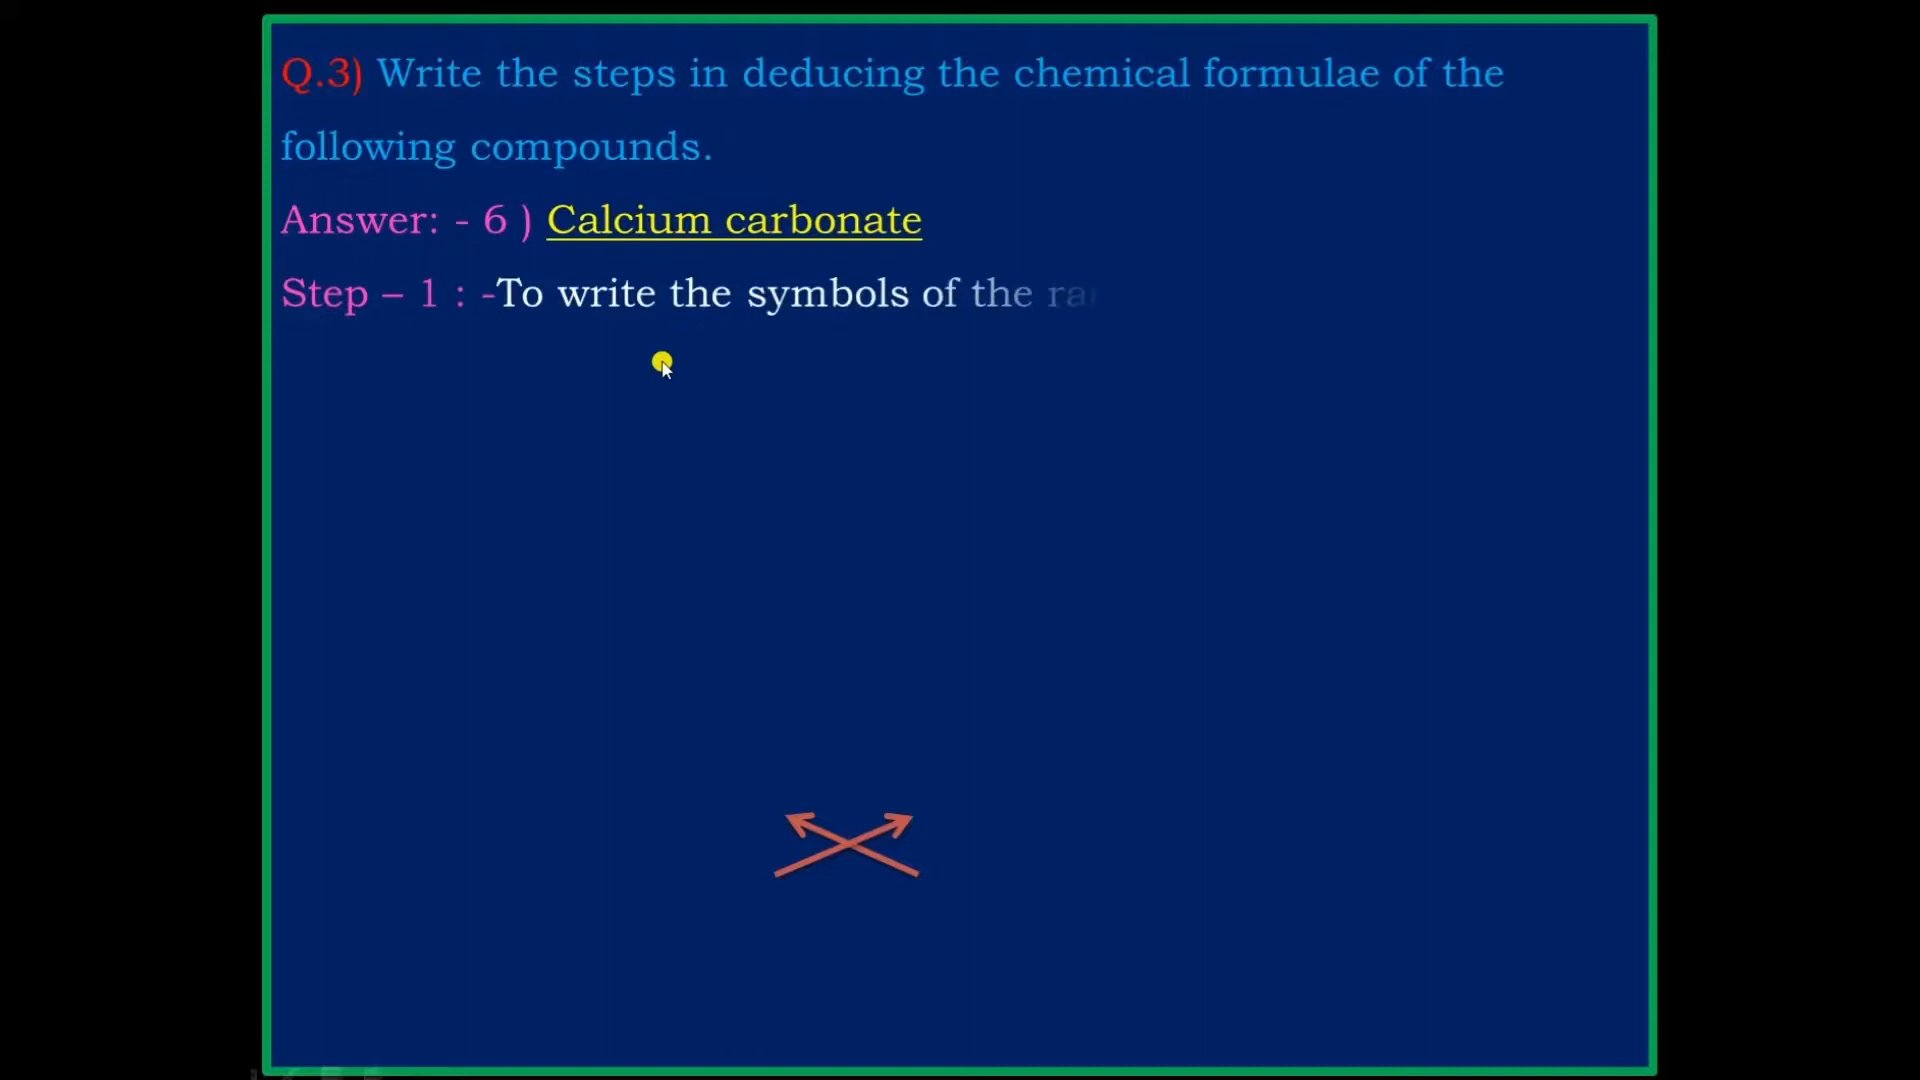 Q.3) Write the steps in deducing the chemical formulae of the
following compounds.
Answer: - 6 ) Calcium carbonate
Step – 1 : -To write the symbols of the